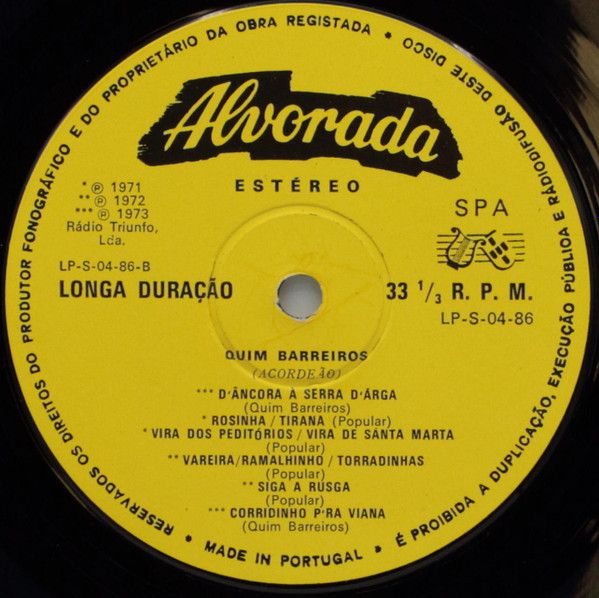 RESERVADOS OS DIREITOS DO PRODUTOR FONOGRÁFICO E DO PROPRIETÁRIO DA OBRA REGISTADA • É PROIBIDA A DUPLICAÇÃO, EXECUÇÃO PÚBLICA E RÁDIODIFUSÃO DESTE DISCO •
Alvorada
ESTÉREO
* ℗ 1971
** ℗ 1972
*** ℗ 1973
Rádio Triunfo,
Lda.
SPA
LP-S-04-86-B
LONGA DURAÇÃO
33 1/3 R. P. M.
LP-S-04-86
QUIM BARREIROS
(ACORDEÃO)
*** D'ÂNCORA À SERRA D'ÁRGA
(Quim Barreiros)
* ROSINHA / TIRANA (Popular)
* VIRA DOS PEDITÓRIOS / VIRA DE SANTA MARTA
(Popular)
** VAREIRA/RAMALHINHO / TORRADINHAS
(Popular)
** SIGA A RUSGA
(Popular)
*** CORRIDINHO P'RA VIANA
(Quim Barreiros)
• MADE IN PORTUGAL •